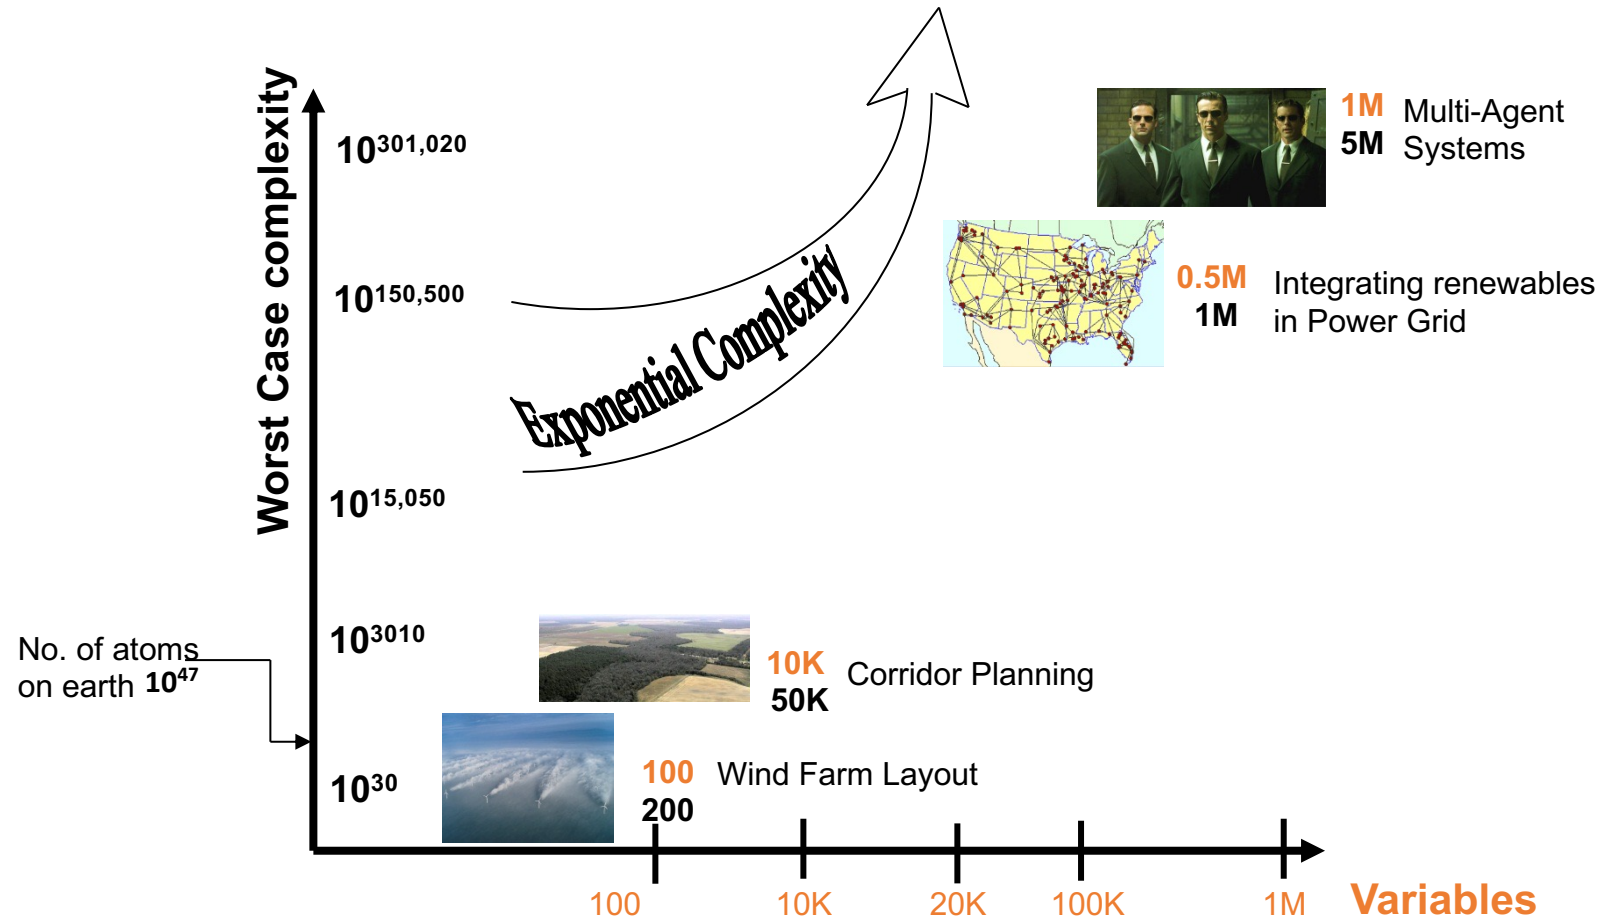 Worst Case complexity
10^301,020
10^150,500
10^15,050
10^3010
10^30
No. of atoms
on earth 10^47
Exponential Complexity
1M Multi-Agent
5M Systems
0.5M Integrating renewables
1M in Power Grid
10K Corridor Planning
50K
100 Wind Farm Layout
200
100 10K 20K 100K 1M Variables